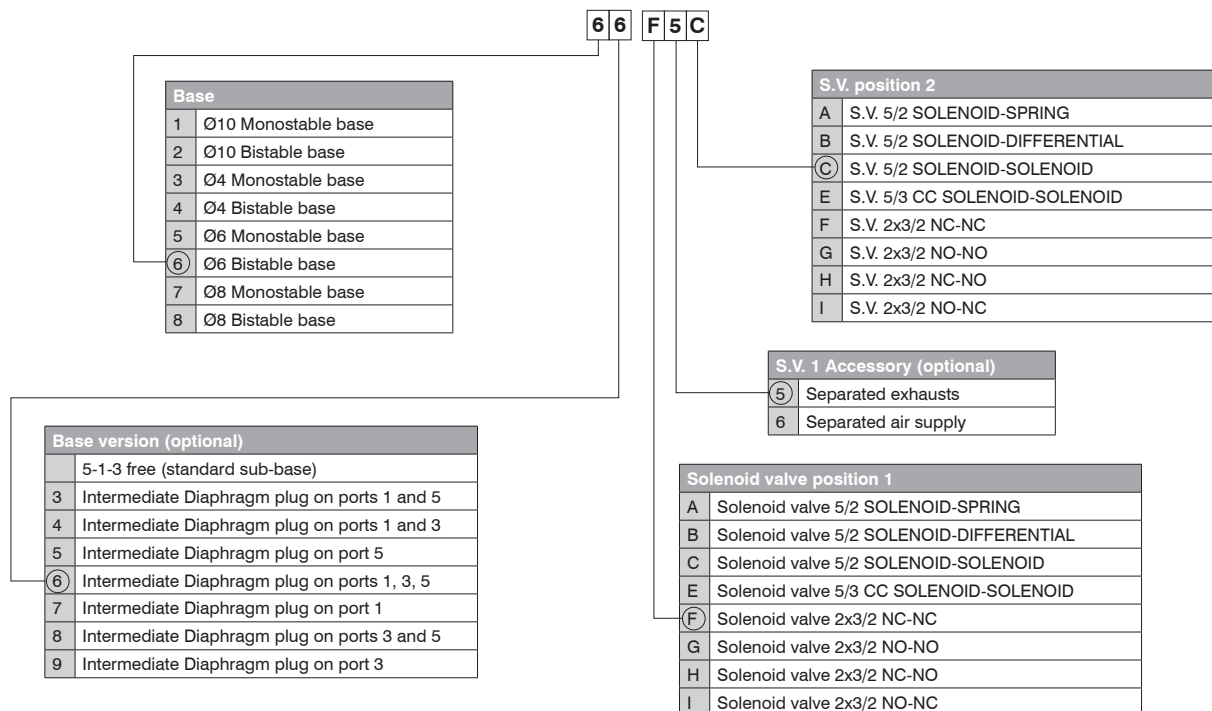 6 6 F 5 C
Base
1 Ø10 Monostable base
2 Ø10 Bistable base
3 Ø4 Monostable base
4 Ø4 Bistable base
5 Ø6 Monostable base
6 Ø6 Bistable base
7 Ø8 Monostable base
8 Ø8 Bistable base
S.V. position 2
A S.V. 5/2 SOLENOID-SPRING
B S.V. 5/2 SOLENOID-DIFFERENTIAL
C S.V. 5/2 SOLENOID-SOLENOID
E S.V. 5/3 CC SOLENOID-SOLENOID
F S.V. 2x3/2 NC-NC
G S.V. 2x3/2 NO-NO
H S.V. 2x3/2 NC-NO
I S.V. 2x3/2 NO-NC
S.V. 1 Accessory (optional)
5 Separated exhausts
6 Separated air supply
Base version (optional)
5-1-3 free (standard sub-base)
3 Intermediate Diaphragm plug on ports 1 and 5
4 Intermediate Diaphragm plug on ports 1 and 3
5 Intermediate Diaphragm plug on port 5
6 Intermediate Diaphragm plug on ports 1, 3, 5
7 Intermediate Diaphragm plug on port 1
8 Intermediate Diaphragm plug on ports 3 and 5
9 Intermediate Diaphragm plug on port 3
Solenoid valve position 1
A Solenoid valve 5/2 SOLENOID-SPRING
B Solenoid valve 5/2 SOLENOID-DIFFERENTIAL
C Solenoid valve 5/2 SOLENOID-SOLENOID
E Solenoid valve 5/3 CC SOLENOID-SOLENOID
F Solenoid valve 2x3/2 NC-NC
G Solenoid valve 2x3/2 NO-NO
H Solenoid valve 2x3/2 NC-NO
I Solenoid valve 2x3/2 NO-NC